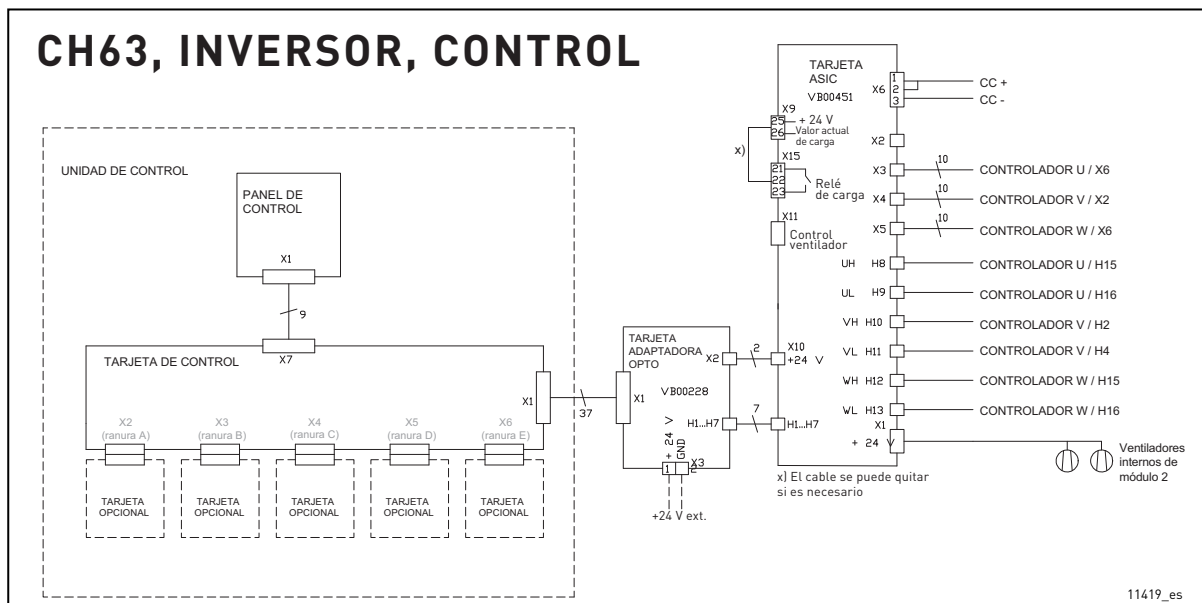 CH63, INVERSOR, CONTROL
UNIDAD DE CONTROL
PANEL DE
CONTROL
X1
9
X7
TARJETA DE CONTROL
X1
37
X2
(ranura A)
X3
(ranura B)
X4
(ranura C)
X5
(ranura D)
X6
(ranura E)
TARJETA
OPCIONAL
TARJETA
OPCIONAL
TARJETA
OPCIONAL
TARJETA
OPCIONAL
TARJETA
OPCIONAL
TARJETA
ADAPTADORA
OPTO
X1
VB00228
X2
H1...H7
+ 24 V
GND
X3
1
2
+24 V ext.
2
7
TARJETA
ASIC
VB00451
X9
25
26
+ 24 V
Valor actual
de carga
x)
X15
21
22
23
Relé
de carga
X11
Control
ventilador
X10
+24 V
H1...H7
x) El cable se puede quitar
si es necesario
X6
1
2
3
CC +
CC -
X2
X3
10
CONTROLADOR U / X6
X4
10
CONTROLADOR V / X2
X5
10
CONTROLADOR W / X6
UH H8
CONTROLADOR U / H15
UL H9
CONTROLADOR U / H16
VH H10
CONTROLADOR V / H2
VL H11
CONTROLADOR V / H4
WH H12
CONTROLADOR W / H15
WL H13
CONTROLADOR W / H16
X1
+ 24 V
Ventiladores
internos de
módulo 2
11419_es